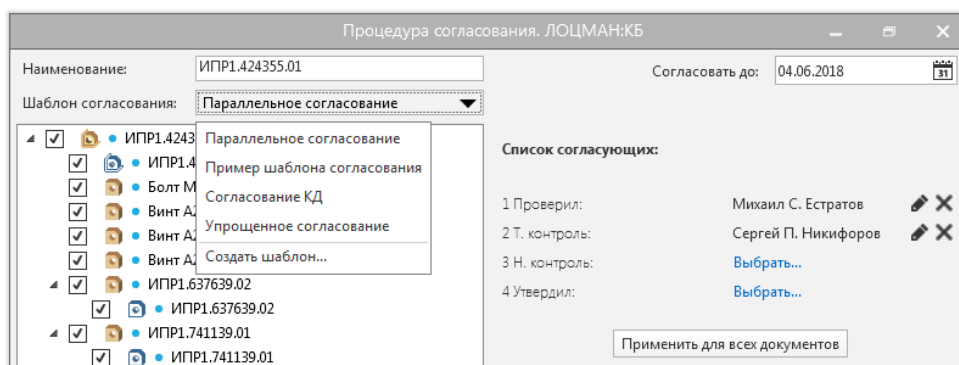 Процедура согласования. ЛОЦМАН:КБ
Наименование: ИПР1.424355.01 Согласовать до: 04.06.2018 31
Шаблон согласования: Параллельное согласование
ИПР1.4243
ИПР1.4
Болт М
Винт А
Винт А
Винт А2
ИПР1.637639.02
ИПР1.637639.02
ИПР1.741139.01
ИПР1.741139.01
Параллельное согласование
Пример шаблона согласования
Согласование КД
Упрощенное согласование
Создать шаблон...
Список согласующих:
1 Проверил: Михаил С. Естратов
2 Т. контроль: Сергей П. Никифоров
3 Н. контроль: Выбрать...
4 Утвердил: Выбрать...
Применить для всех документов